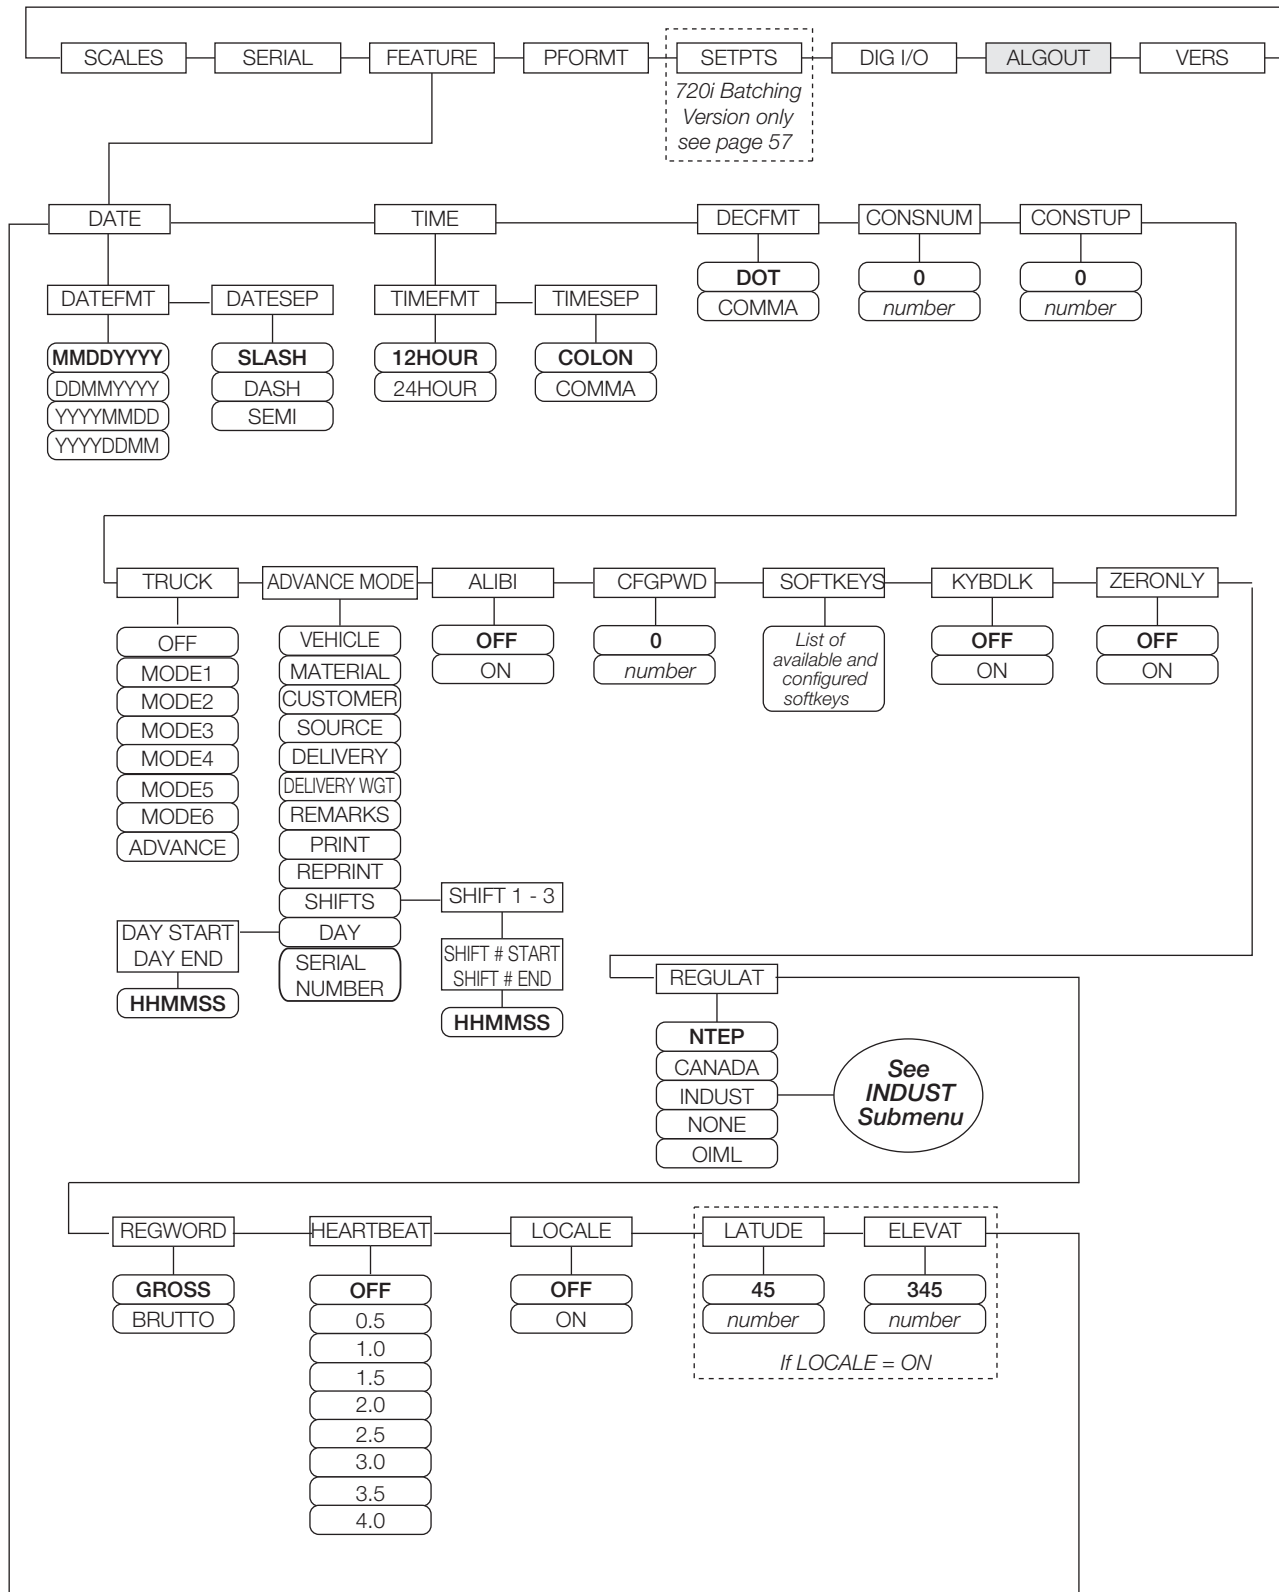 SCALES
SERIAL
FEATURE
PFORMT
SETPTS
DIG I/O
ALGOUT
VERS
720i Batching
Version only
see page 57
DATE
TIME
DECFMT
CONSNUM
CONSTUP
DATEFMT
DATESEP
TIMEFMT
TIMESEP
DOT
COMMA
0
number
0
number
MMDDYYYY
DDMMYYYY
YYYYMMDD
YYYYDDMM
SLASH
DASH
SEMI
12HOUR
24HOUR
COLON
COMMA
TRUCK
ADVANCE MODE
ALIBI
CFGPWD
SOFTKEYS
KYBDLK
ZERONLY
OFF
MODE1
MODE2
MODE3
MODE4
MODE5
MODE6
ADVANCE
VEHICLE
MATERIAL
CUSTOMER
SOURCE
DELIVERY
DELIVERY WGT
REMARKS
PRINT
REPRINT
SHIFTS
DAY
SERIAL
NUMBER
OFF
ON
0
number
List of
available and
configured
softkeys
OFF
ON
OFF
ON
DAY START
DAY END
HHMMSS
SHIFT 1 - 3
SHIFT # START
SHIFT # END
HHMMSS
REGULAT
NTEP
CANADA
INDUST
NONE
OIML
See
INDUST
Submenu
REGWORD
HEARTBEAT
LOCALE
LATUDE
ELEVAT
GROSS
BRUTTO
OFF
0.5
1.0
1.5
2.0
2.5
3.0
3.5
4.0
OFF
ON
45
number
345
number
If LOCALE = ON